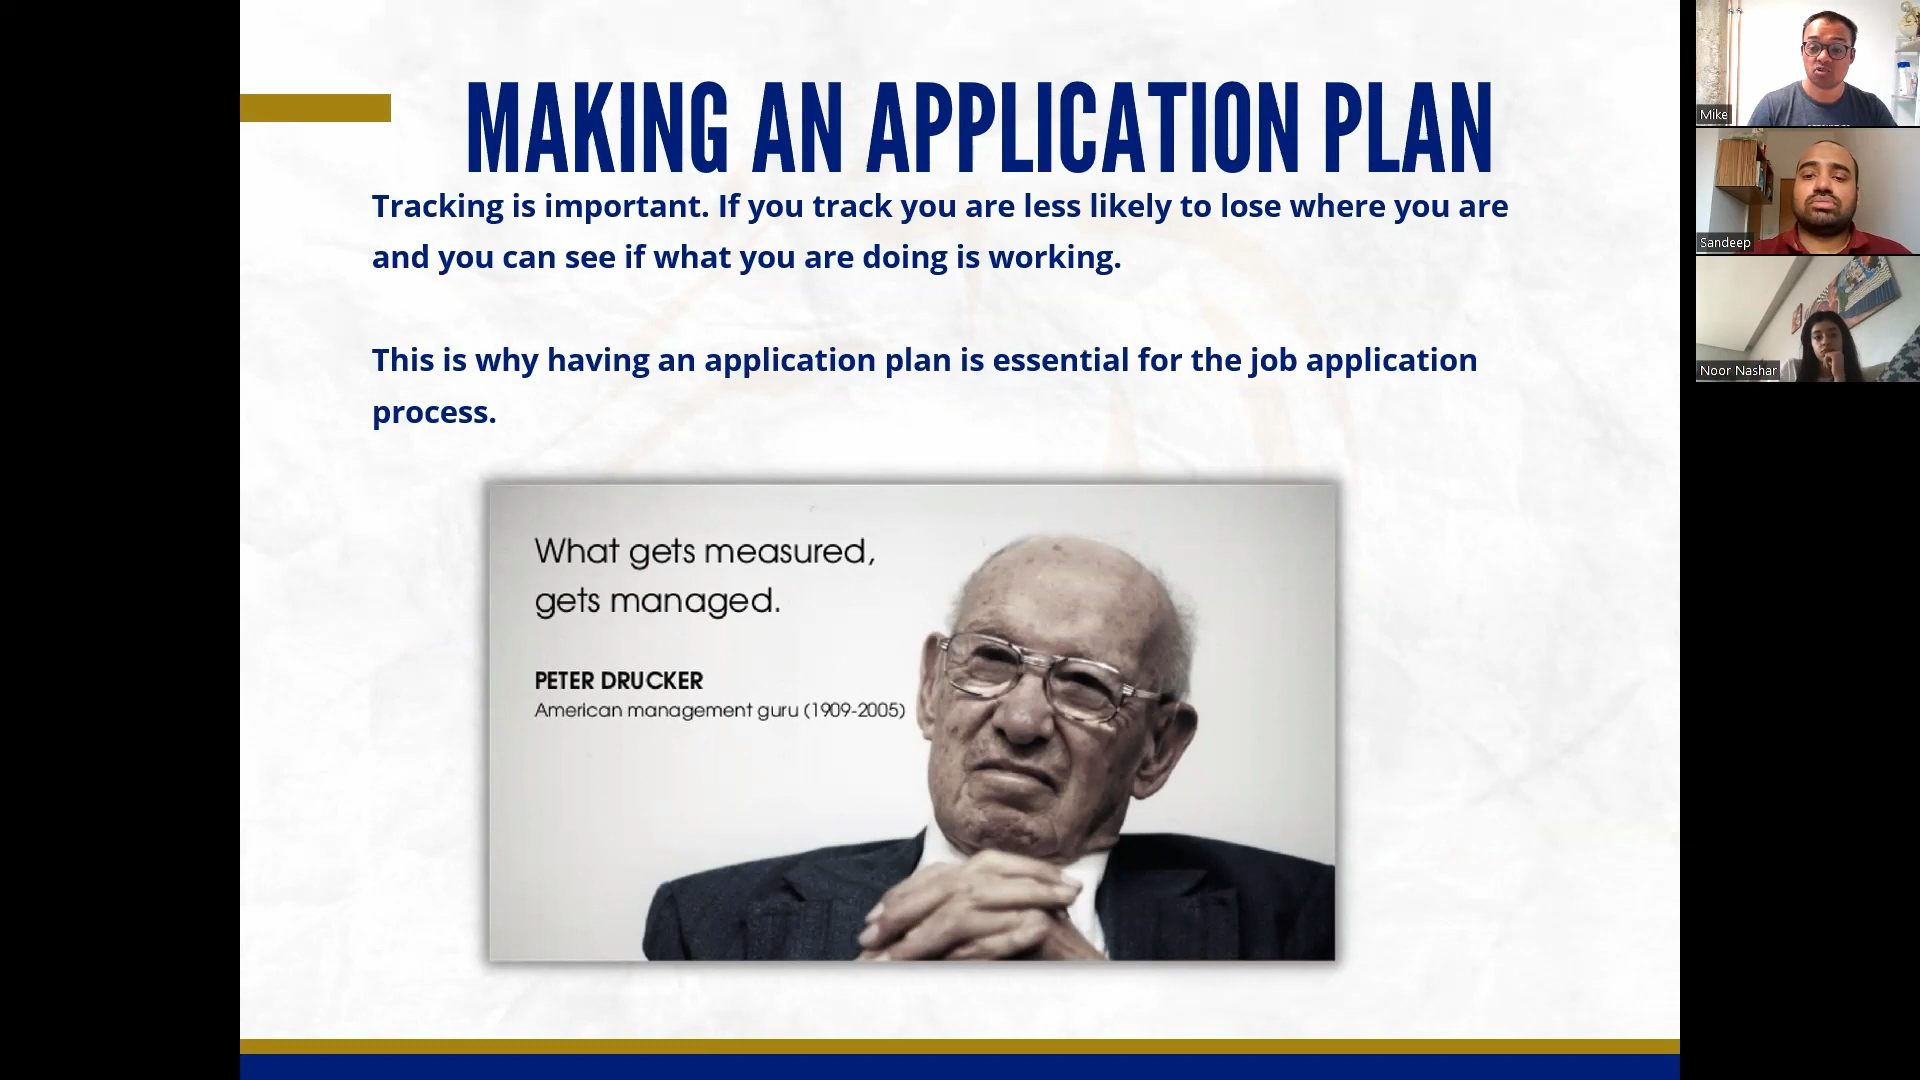 MAKING AN APPLICATION PLAN
Tracking is important. If you track you are less likely to lose where you are
and you can see if what you are doing is working.
This is why having an application plan is essential for the job application
process.
What gets measured,
gets managed.
PETER DRUCKER
American management guru (1909-2005)
Mike
Sandeep
Noor Nashar